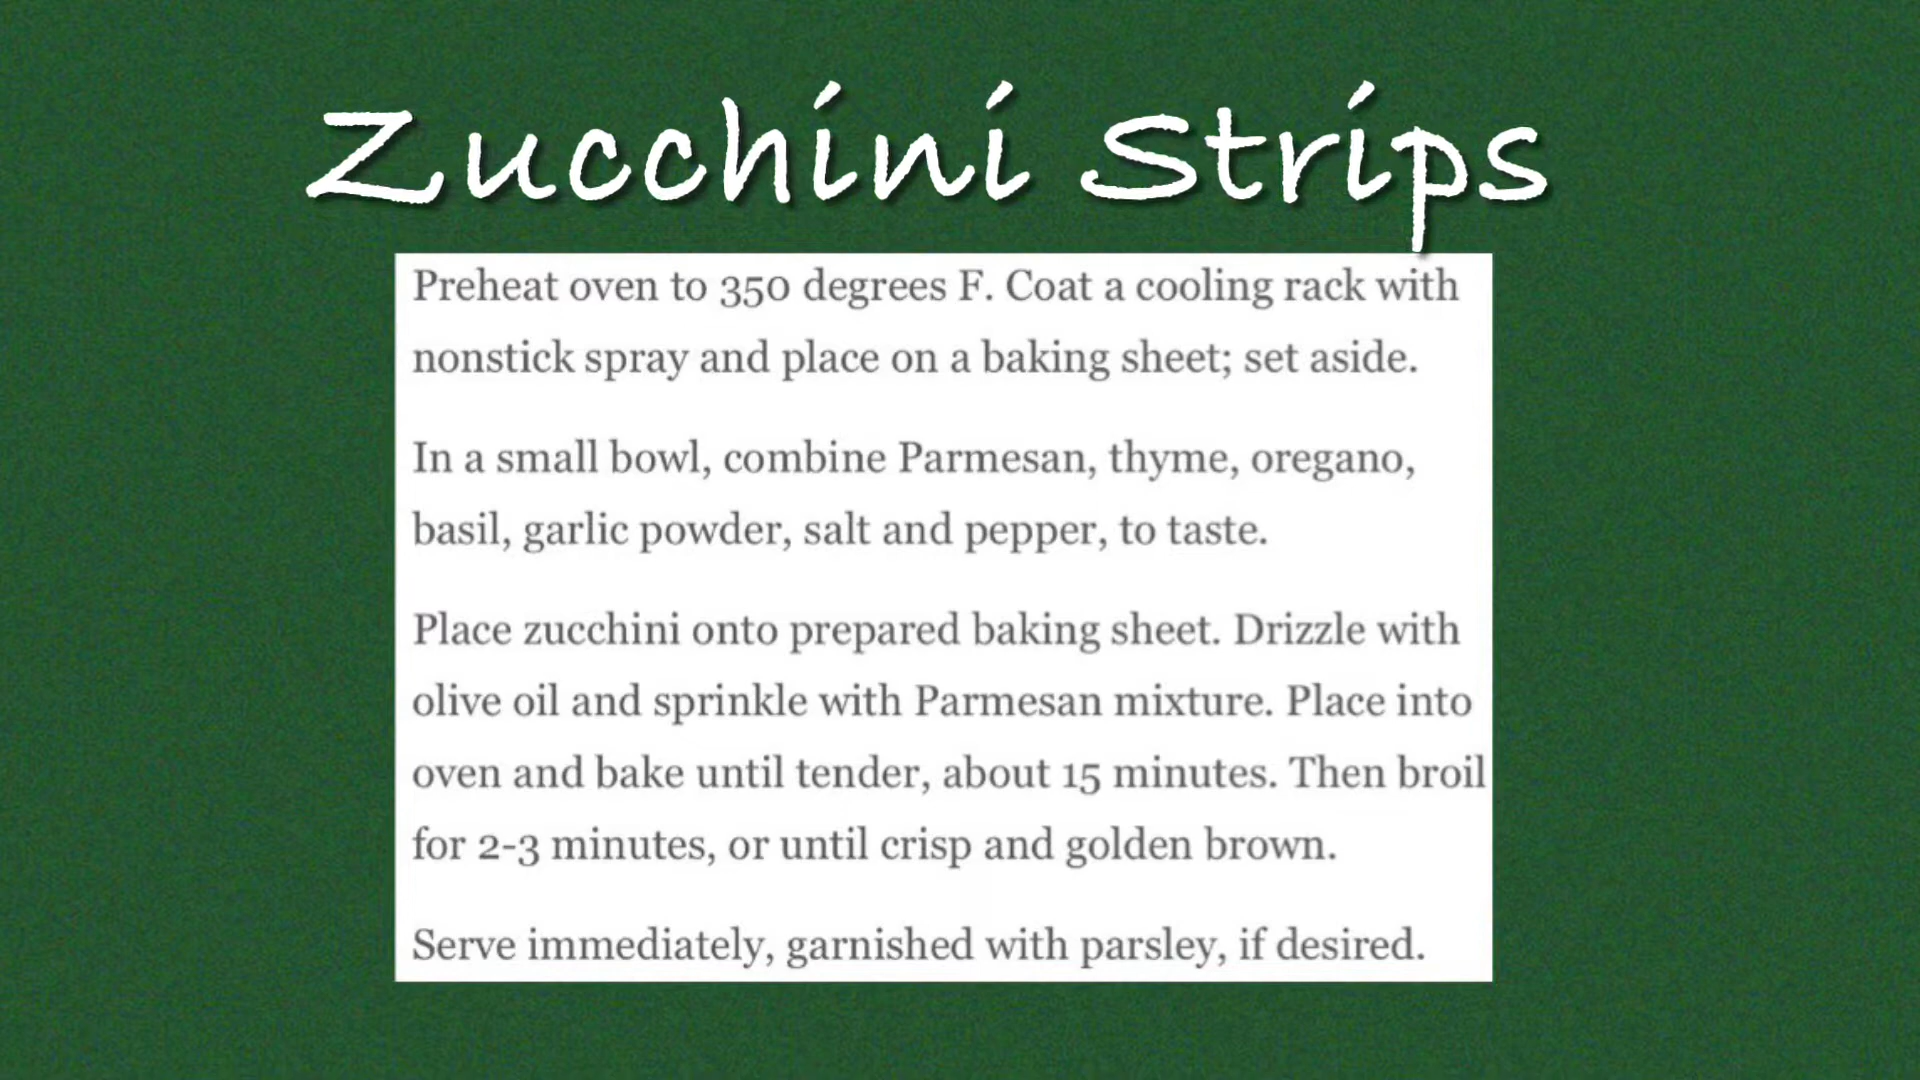 Zucchini Strips
Preheat oven to 350 degrees F. Coat a cooling rack with
nonstick spray and place on a baking sheet; set aside.
In a small bowl, combine Parmesan, thyme, oregano,
basil, garlic powder, salt and pepper, to taste.
Place zucchini onto prepared baking sheet. Drizzle with
olive oil and sprinkle with Parmesan mixture. Place into
oven and bake until tender, about 15 minutes. Then broil
for 2-3 minutes, or until crisp and golden brown.
Serve immediately, garnished with parsley, if desired.